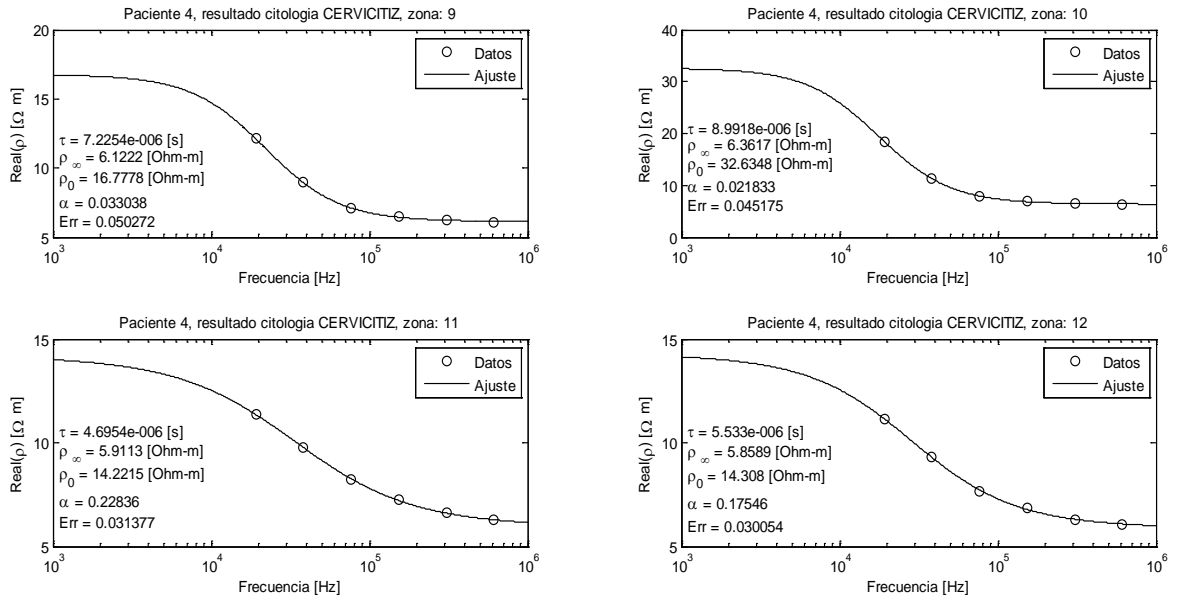 Paciente 4, resultado citologia CERVICITIZ, zona: 9
20
15
10
5
Real(ρ) [Ω m]
Datos
Ajuste
τ = 7.2254e-006 [s]
ρ ∞ = 6.1222 [Ohm-m]
ρ0 = 16.7778 [Ohm-m]
α = 0.033038
Err = 0.050272
10^3 10^4 10^5 10^6
Frecuencia [Hz]
Paciente 4, resultado citologia CERVICITIZ, zona: 10
40
30
20
10
0
Real(ρ) [Ω m]
Datos
Ajuste
τ = 8.9918e-006 [s]
ρ ∞ = 6.3617 [Ohm-m]
ρ0 = 32.6348 [Ohm-m]
α = 0.021833
Err = 0.045175
10^3 10^4 10^5 10^6
Frecuencia [Hz]
Paciente 4, resultado citologia CERVICITIZ, zona: 11
15
10
5
Real(ρ) [Ω m]
Datos
Ajuste
τ = 4.6954e-006 [s]
ρ ∞ = 5.9113 [Ohm-m]
ρ0 = 14.2215 [Ohm-m]
α = 0.22836
Err = 0.031377
10^3 10^4 10^5 10^6
Frecuencia [Hz]
Paciente 4, resultado citologia CERVICITIZ, zona: 12
15
10
5
Real(ρ) [Ω m]
Datos
Ajuste
τ = 5.533e-006 [s]
ρ ∞ = 5.8589 [Ohm-m]
ρ0 = 14.308 [Ohm-m]
α = 0.17546
Err = 0.030054
10^3 10^4 10^5 10^6
Frecuencia [Hz]